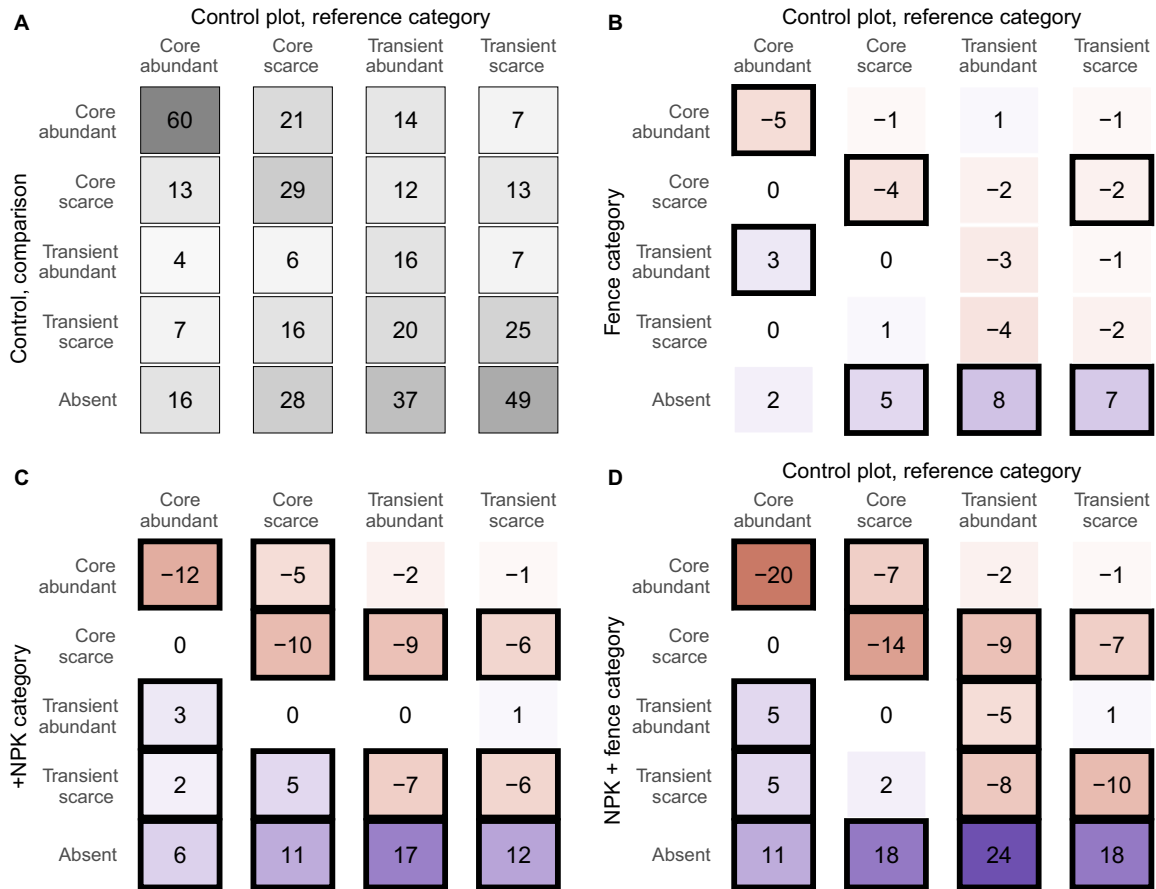 A
Control plot, reference category
Core abundant
Core scarce
Transient abundant
Transient scarce
Control, comparison
Core abundant 60 21 14 7
Core scarce 13 29 12 13
Transient abundant 4 6 16 7
Transient scarce 7 16 20 25
Absent 16 28 37 49
B
Control plot, reference category
Core abundant
Core scarce
Transient abundant
Transient scarce
Fence category
Core abundant −5 −1 1 −1
Core scarce 0 −4 −2 −2
Transient abundant 3 0 −3 −1
Transient scarce 0 1 −4 −2
Absent 2 5 8 7
C
Core abundant
Core scarce
Transient abundant
Transient scarce
+NPK category
Core abundant −12 −5 −2 −1
Core scarce 0 −10 −9 −6
Transient abundant 3 0 0 1
Transient scarce 2 5 −7 −6
Absent 6 11 17 12
D
Control plot, reference category
Core abundant
Core scarce
Transient abundant
Transient scarce
NPK + fence category
Core abundant −20 −7 −2 −1
Core scarce 0 −14 −9 −7
Transient abundant 5 0 −5 1
Transient scarce 5 2 −8 −10
Absent 11 18 24 18